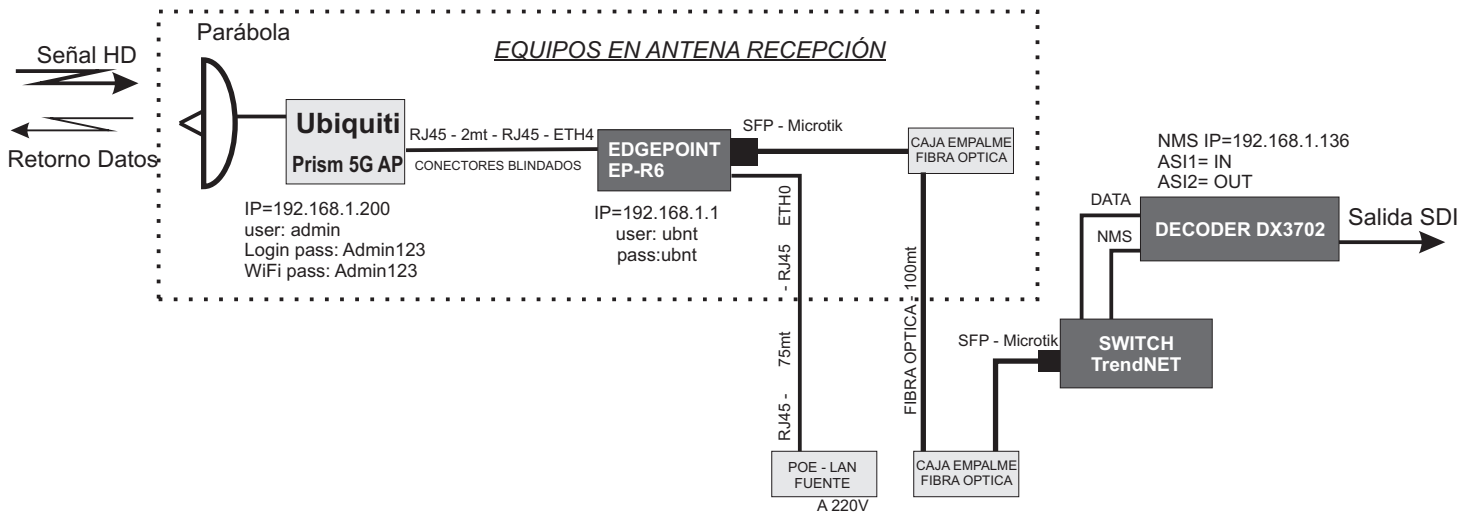 Parábola
EQUIPOS EN ANTENA RECEPCIÓN
Señal HD
Retorno Datos
Ubiquiti
Prism 5G AP
IP=192.168.1.200
user: admin
Login pass: Admin123
WiFi pass: Admin123
RJ45 - 2mt - RJ45 - ETH4
CONECTORES BLINDADOS
EDGEPOINT
EP-R6
IP=192.168.1.1
user: ubnt
pass:ubnt
SFP - Microtik
CAJA EMPALME
FIBRA OPTICA
RJ45 - 75mt - RJ45 ETH0
POE - LAN
FUENTE
A 220V
FIBRA OPTICA - 100mt
CAJA EMPALME
FIBRA OPTICA
SFP - Microtik
SWITCH
TrendNET
DATA
NMS
NMS IP=192.168.1.136
ASI1= IN
ASI2= OUT
DECODER DX3702
Salida SDI